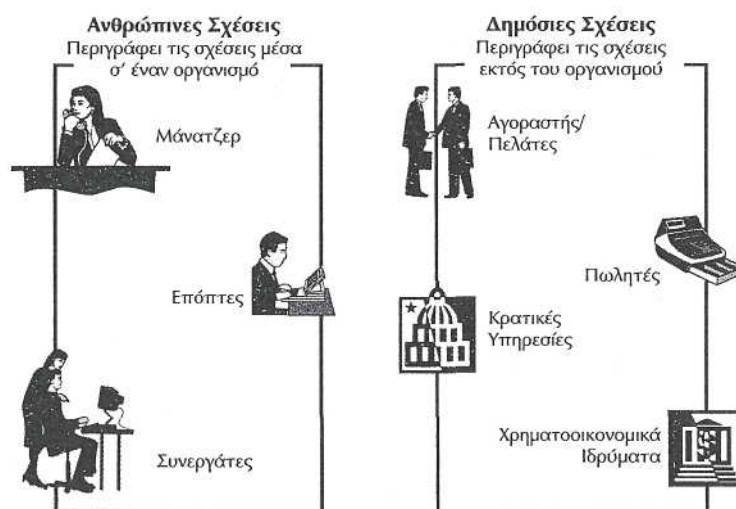 Ανθρώπινες Σχέσεις
Περιγράφει τις σχέσεις μέσα
σ' έναν οργανισμό
Μάνατζερ
Επόπτες
Συνεργάτες
Δημόσιες Σχέσεις
Περιγράφει τις σχέσεις
εκτός του οργανισμού
Αγοραστής/
Πελάτες
Πωλητές
Κρατικές
Υπηρεσίες
Χρηματοοικονομικά
Ιδρύματα